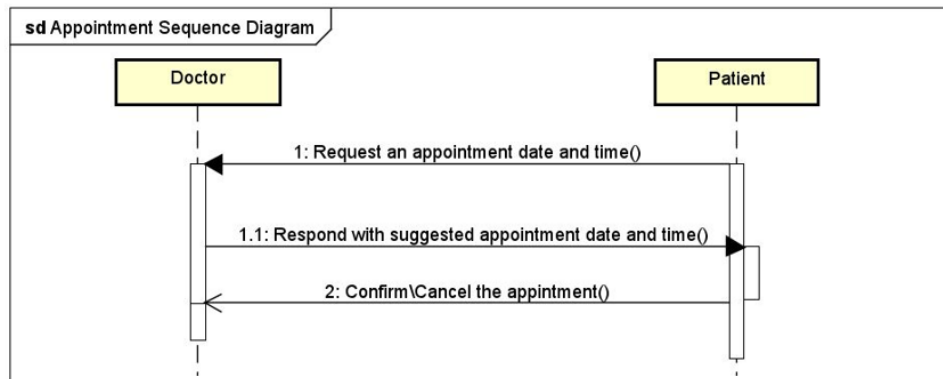 sd Appointment Sequence Diagram
Doctor
Patient
1: Request an appointment date and time()
1.1: Respond with suggested appointment date and time()
2: Confirm\Cancel the appintment()